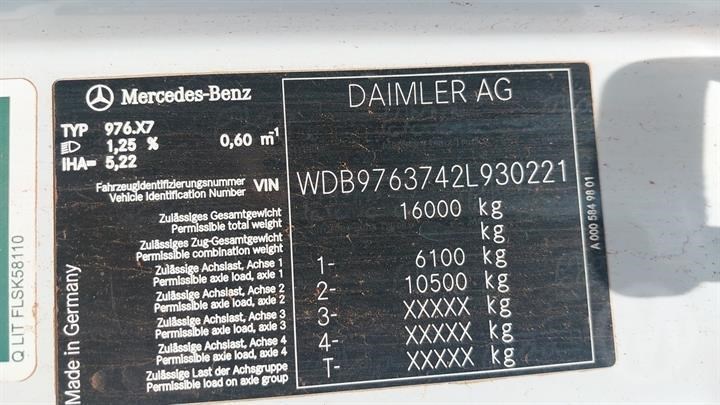 Mercedes-Benz
DAIMLER AG
TYP 976.X7
1,25 % 0,60 m⁻¹
IHA= 5,22
Fahrzeugidentifizierungsnummer
Vehicle Identification Number VIN WDB9763742L930221
Zulässiges Gesamtgewicht
Permissible total weight 16000 kg
Zulässiges Zug-Gesamtgewicht
Permissible combination weight kg
Zulässige Achslast, Achse 1
Permissible axle load, axle 1 1- 6100 kg
Zulässige Achslast, Achse 2
Permissible axle load, axle 2 2- 10500 kg
Zulässige Achslast, Achse 3
Permissible axle load, axle 3 3- XXXXX kg
Zulässige Achslast, Achse 4
Permissible axle load, axle 4 4- XXXXX kg
Zulässige Last der Achsgruppe
Permissible load on axle group T- XXXXX kg
Made in Germany
Q LIT FLSK58110
A 000 584 98 01